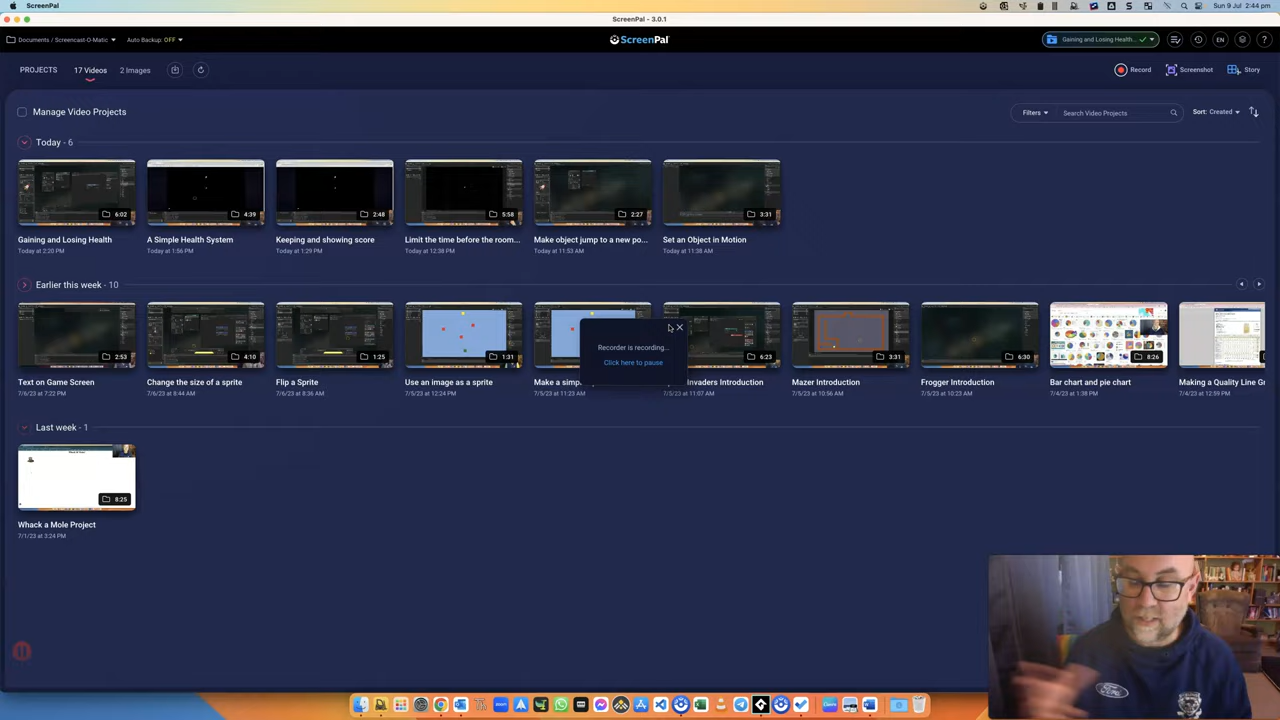 Sun 9 Jul 2:44 pm
ScreenPal - 3.0.1
Documents / Screencast-O-Matic
Auto Backup: OFF
ScreenPal
Gaining and Losing Health...
EN
PROJECTS
17 Videos
2 Images
Record
Screenshot
Story
Manage Video Projects
Filters
Search Video Projects
Sort: Created
Today - 6
6:02
4:39
2:48
5:58
2:27
3:31
Gaining and Losing Health
A Simple Health System
Keeping and showing score
Limit the time before the room...
Make object jump to a new po...
Set an Object in Motion
Today at 2:20 PM
Today at 1:56 PM
Today at 1:29 PM
Today at 12:38 PM
Today at 11:53 AM
Today at 11:38 AM
Earlier this week - 10
Recorder is recording...
Click here to pause
2:53
4:10
1:25
1:31
6:23
3:31
6:30
8:26
Text on Game Screen
Change the size of a sprite
Flip a Sprite
Use an image as a sprite
Make a simp
Invaders Introduction
Mazer Introduction
Frogger Introduction
Bar chart and pie chart
Making a Quality Line Gr
7/6/23 at 7:22 PM
7/6/23 at 8:44 AM
7/6/23 at 8:36 AM
7/5/23 at 12:24 PM
7/5/23 at 11:23 AM
7/5/23 at 11:07 AM
7/5/23 at 10:56 AM
7/5/23 at 10:23 AM
7/4/23 at 1:38 PM
7/4/23 at 12:59 PM
Last week - 1
8:25
Whack a Mole Project
7/1/23 at 3:24 PM
Ford